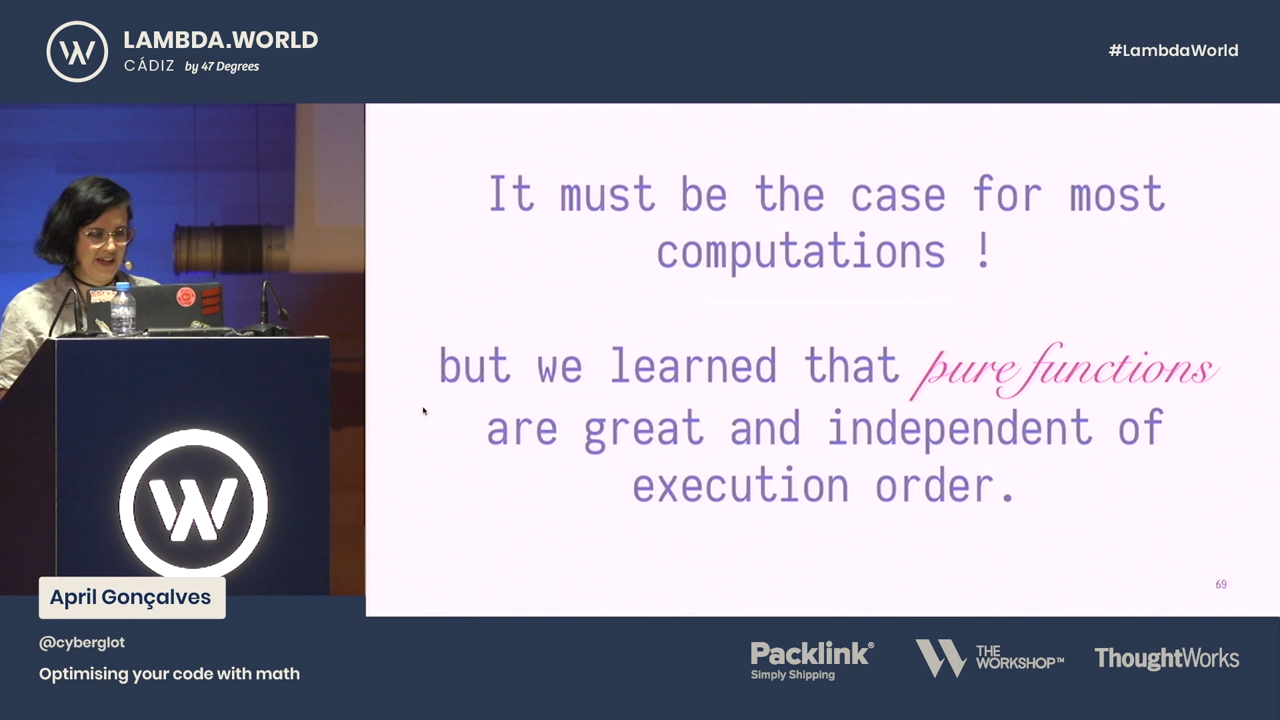 LAMBDA.WORLD
CÁDIZ by 47 Degrees
#LambdaWorld
It must be the case for most
computations !
but we learned that pure functions
are great and independent of
execution order.
69
April Gonçalves
@cyberglot
Optimising your code with math
Packlink®
Simply Shipping
THE
WORKSHOP™
ThoughtWorks